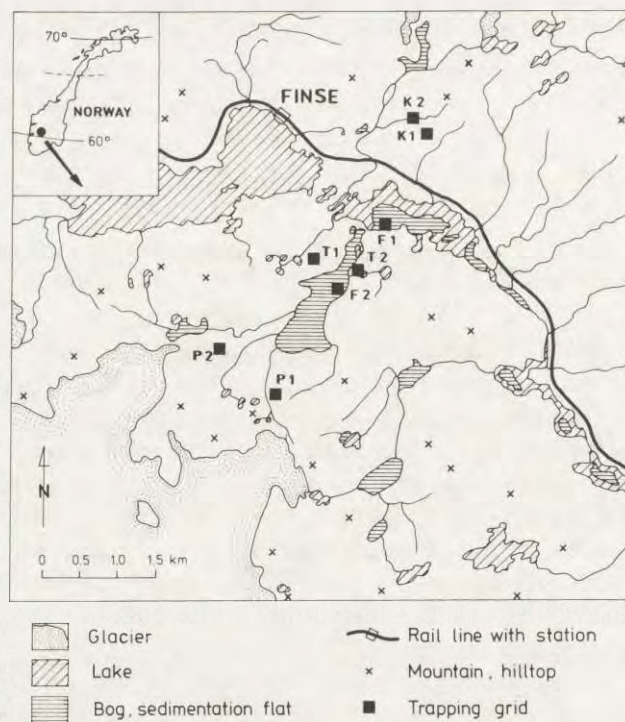 70°
NORWAY
60°
FINSE
K2
K1
F1
T1
T2
F2
P2
P1
N
0 0.5 1.0 1.5 km
Glacier
Rail line with station
Lake
Mountain, hilltop
Bog, sedimentation flat
Trapping grid